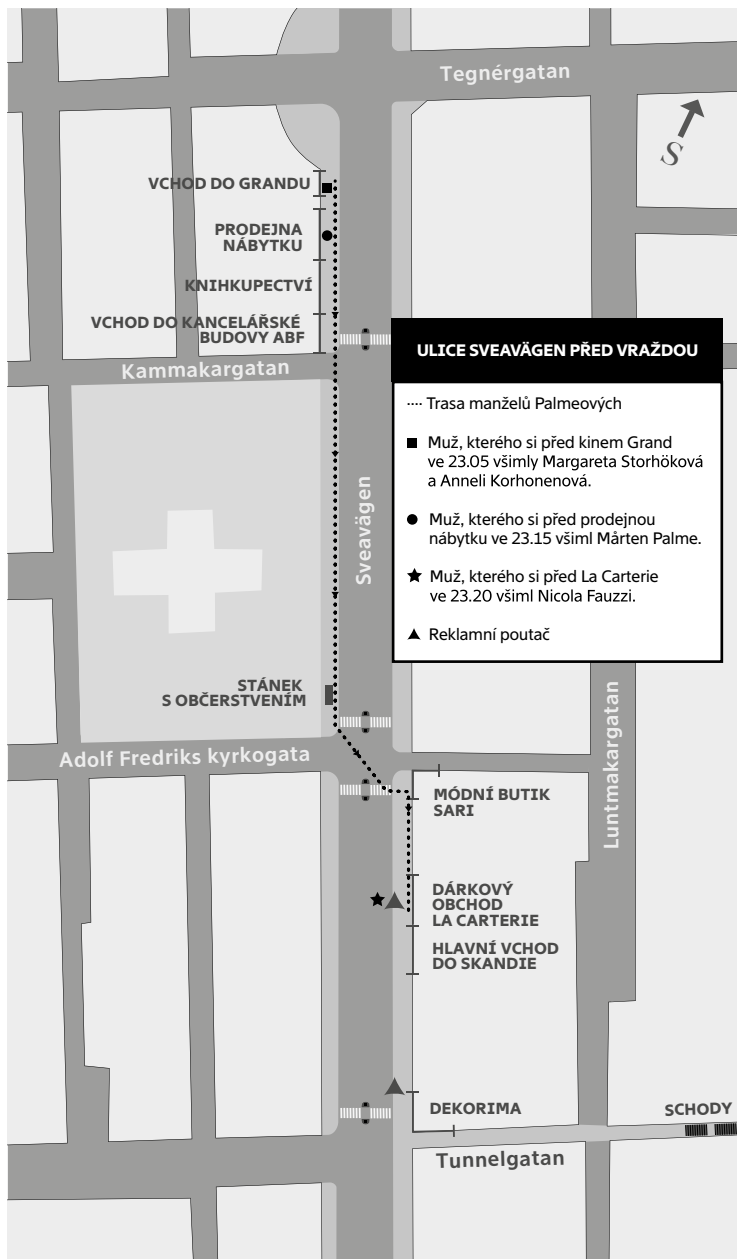 Tegnérgatan
S
VCHOD DO GRANDU
PRODEJNA
NÁBYTKU
KNIHKUPECTVÍ
VCHOD DO KANCELÁŘSKÉ
BUDOVY ABF
Kammakargatan
Sveavägen
ULICE SVEAVÄGEN PŘED VRAŽDOU
Trasa manželů Palmeových
Muž, kterého si před kinem Grand
ve 23.05 všimly Margareta Storhöková
a Anneli Korhonenová.
Muž, kterého si před prodejnou
nábytku ve 23.15 všiml Mårten Palme.
Muž, kterého si před La Carterie
ve 23.20 všiml Nicola Fauzzi.
Reklamní poutač
STÁNEK
S OBČERSTVENÍM
Adolf Fredriks kyrkogata
Luntmakargatan
MÓDNÍ BUTIK
SARI
DÁRKOVÝ
OBCHOD
LA CARTERIE
HLAVNÍ VCHOD
DO SKANDIE
DEKORIMA
SCHODY
Tunnelgatan